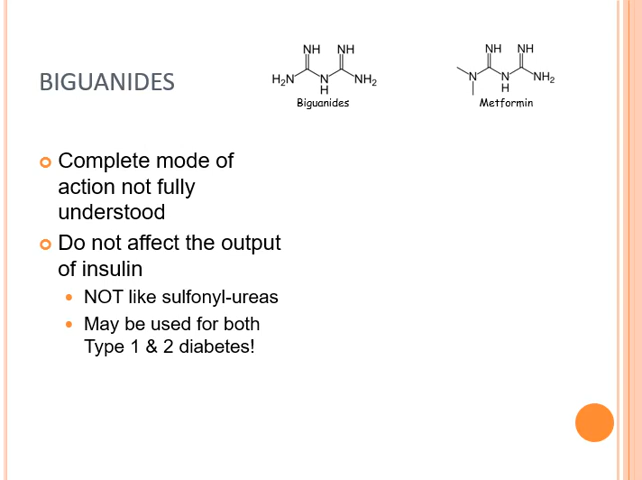 BIGUANIDES
NH NH
H₂N N NH₂
H
Biguanides
NH NH
N N NH₂
H
Metformin
Complete mode of
action not fully
understood
Do not affect the output
of insulin
NOT like sulfonyl-ureas
May be used for both
Type 1 & 2 diabetes!